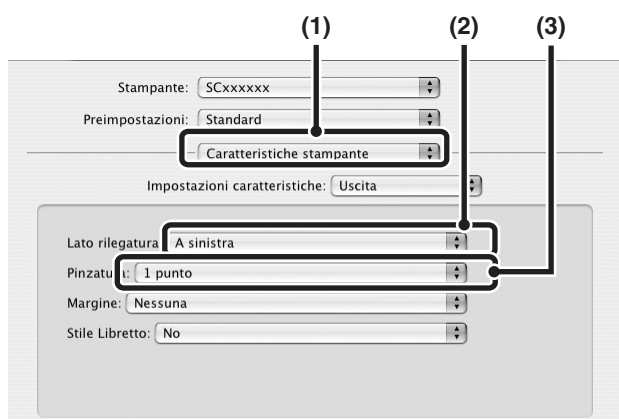 (1) (2) (3)
Stampante: SCxxxxxx
Preimpostazioni: Standard
Caratteristiche stampante
Impostazioni caratteristiche: Uscita
Lato rilegatura A sinistra
Pinzatura: 1 punto
Margine: Nessuna
Stile Libretto: No